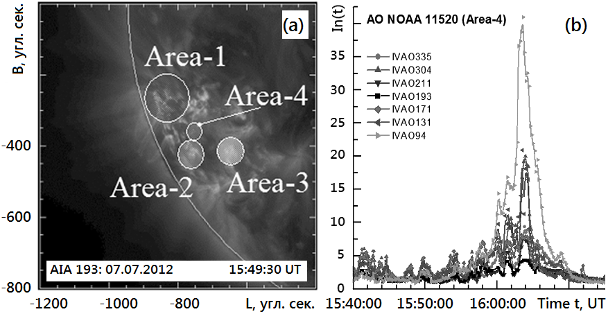 (a)
B, угл. сек.
Area-1
Area-4
Area-2
Area-3
-400
-600
-800
AIA 193: 07.07.2012 15:49:30 UT
-1200 -1000 -800 L, угл. сек.
In(t)
AO NOAA 11520 (Area-4)
(b)
IVAO335
IVAO304
IVAO211
IVAO193
IVAO171
IVAO131
IVAO94
35
30
25
20
15
10
5
0
15:40:00 15:50:00 16:00:00 Time t, UT